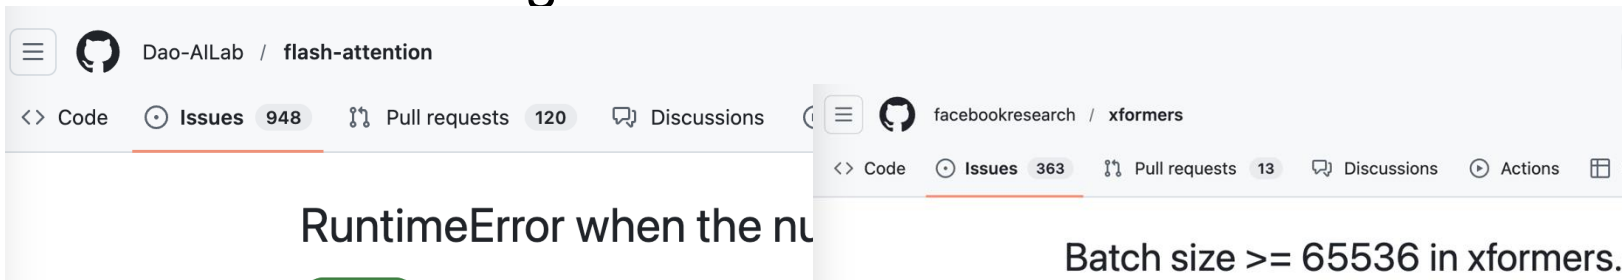 Dao-AILab / flash-attention
Code Issues 948 Pull requests 120 Discussions
RuntimeError when the nu
facebookresearch / xformers
Code Issues 363 Pull requests 13 Discussions Actions
Batch size >= 65536 in xformers.